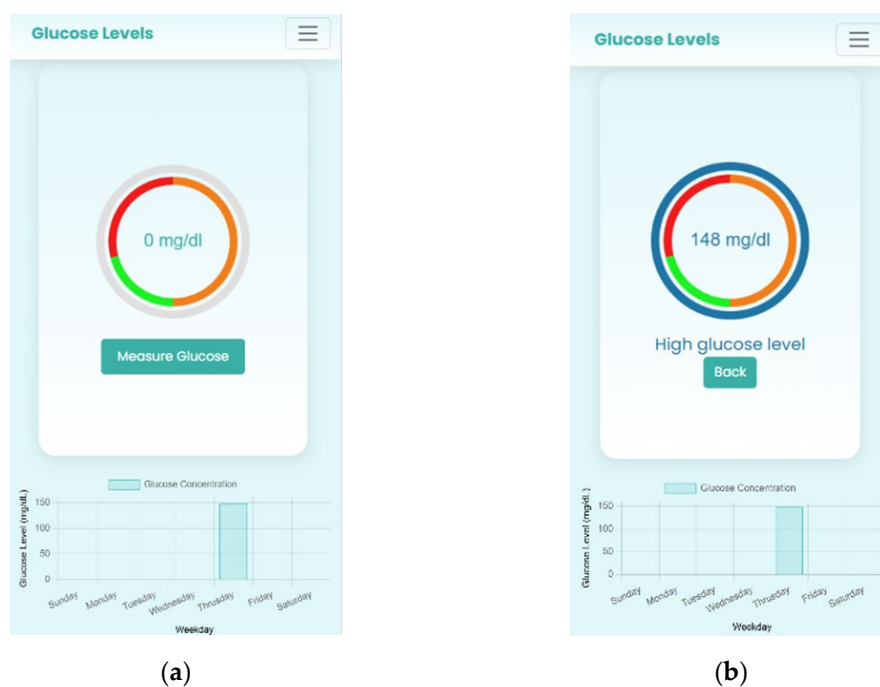 Glucose Levels
0 mg/dl
Measure Glucose
Glucose Concentration
Glucose Level (mg/dL)
150
100
50
0
Sunday Monday Tuesday Wednesday Thrusday Friday Saturday
Weekday
(a)
Glucose Levels
148 mg/dl
High glucose level
Back
Glucose Concentration
Glucose Level (mg/dL)
150
100
50
0
Sunday Monday Tuesday Wednesday Thrusday Friday Saturday
Weekday
(b)